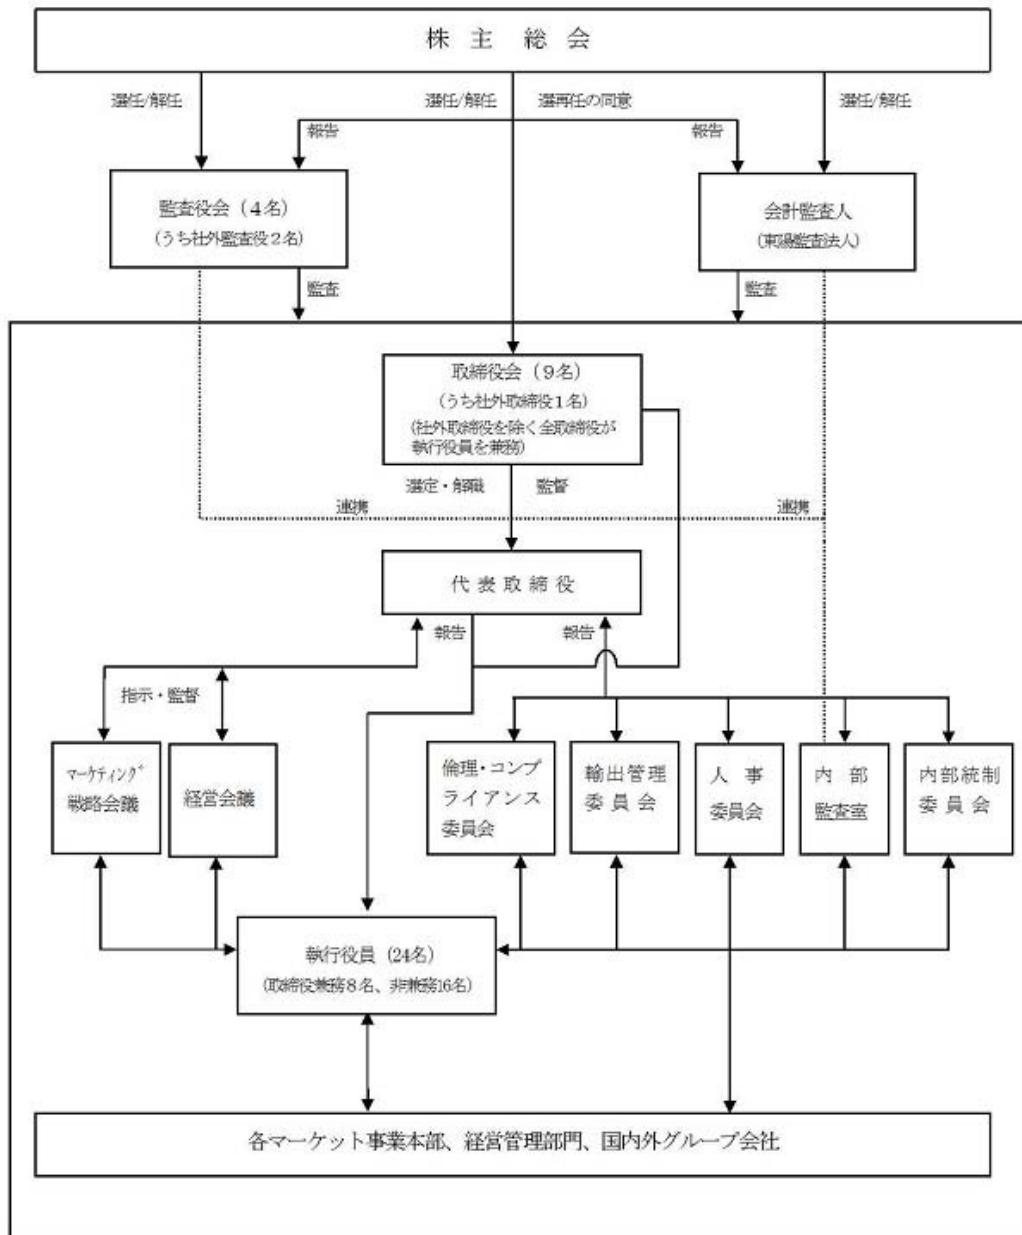 株 主 総 会
選任/解任
選任/解任
選再任の同意
選任/解任
報告
報告
監査役会（4名）
（うち社外監査役2名）
会計監査人
(東陽監査法人)
監査
監査
取締役会（9名）
（うち社外取締役1名）
(社外取締役を除く全取締役が
執行役員を兼務)
選定・解職
監督
連携
連携
代 表 取 締 役
報告
報告
指示・監督
ﾏｰｹﾃｨﾝｸﾞ
戦略会議
経営会議
倫理・コンプ
ライアンス
委員会
輸出管理
委 員 会
人 事
委員会
内 部
監査室
内部統制
委 員 会
執行役員 (24名)
(取締役兼務8名、非兼務16名)
各マーケット事業本部、経営管理部門、国内外グループ会社